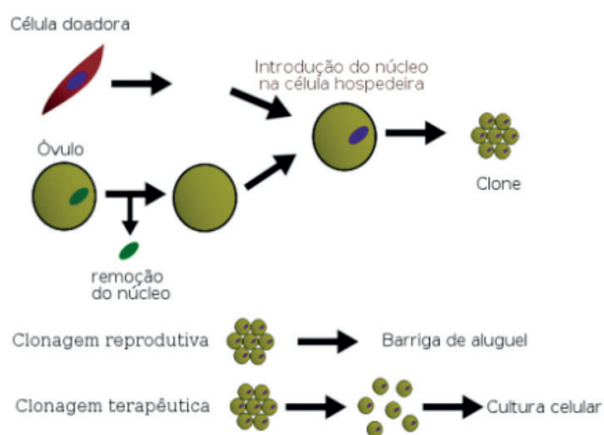 Célula doadora
Introdução do núcleo
na célula hospedeira
Óvulo
Clone
remoção
do núcleo
Clonagem reprodutiva
Barriga de aluguel
Clonagem terapêutica
Cultura celular